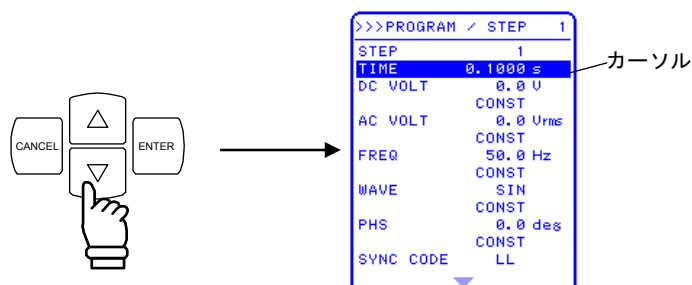 CANCEL
ENTER
>>>PROGRAM / STEP 1
STEP 1
TIME 0.1000 s
DC VOLT 0.0 V
CONST
AC VOLT 0.0 Vrms
CONST
FREQ 50.0 Hz
CONST
WAVE SIN
CONST
PHS 0.0 deg
CONST
SYNC CODE LL
カーソル